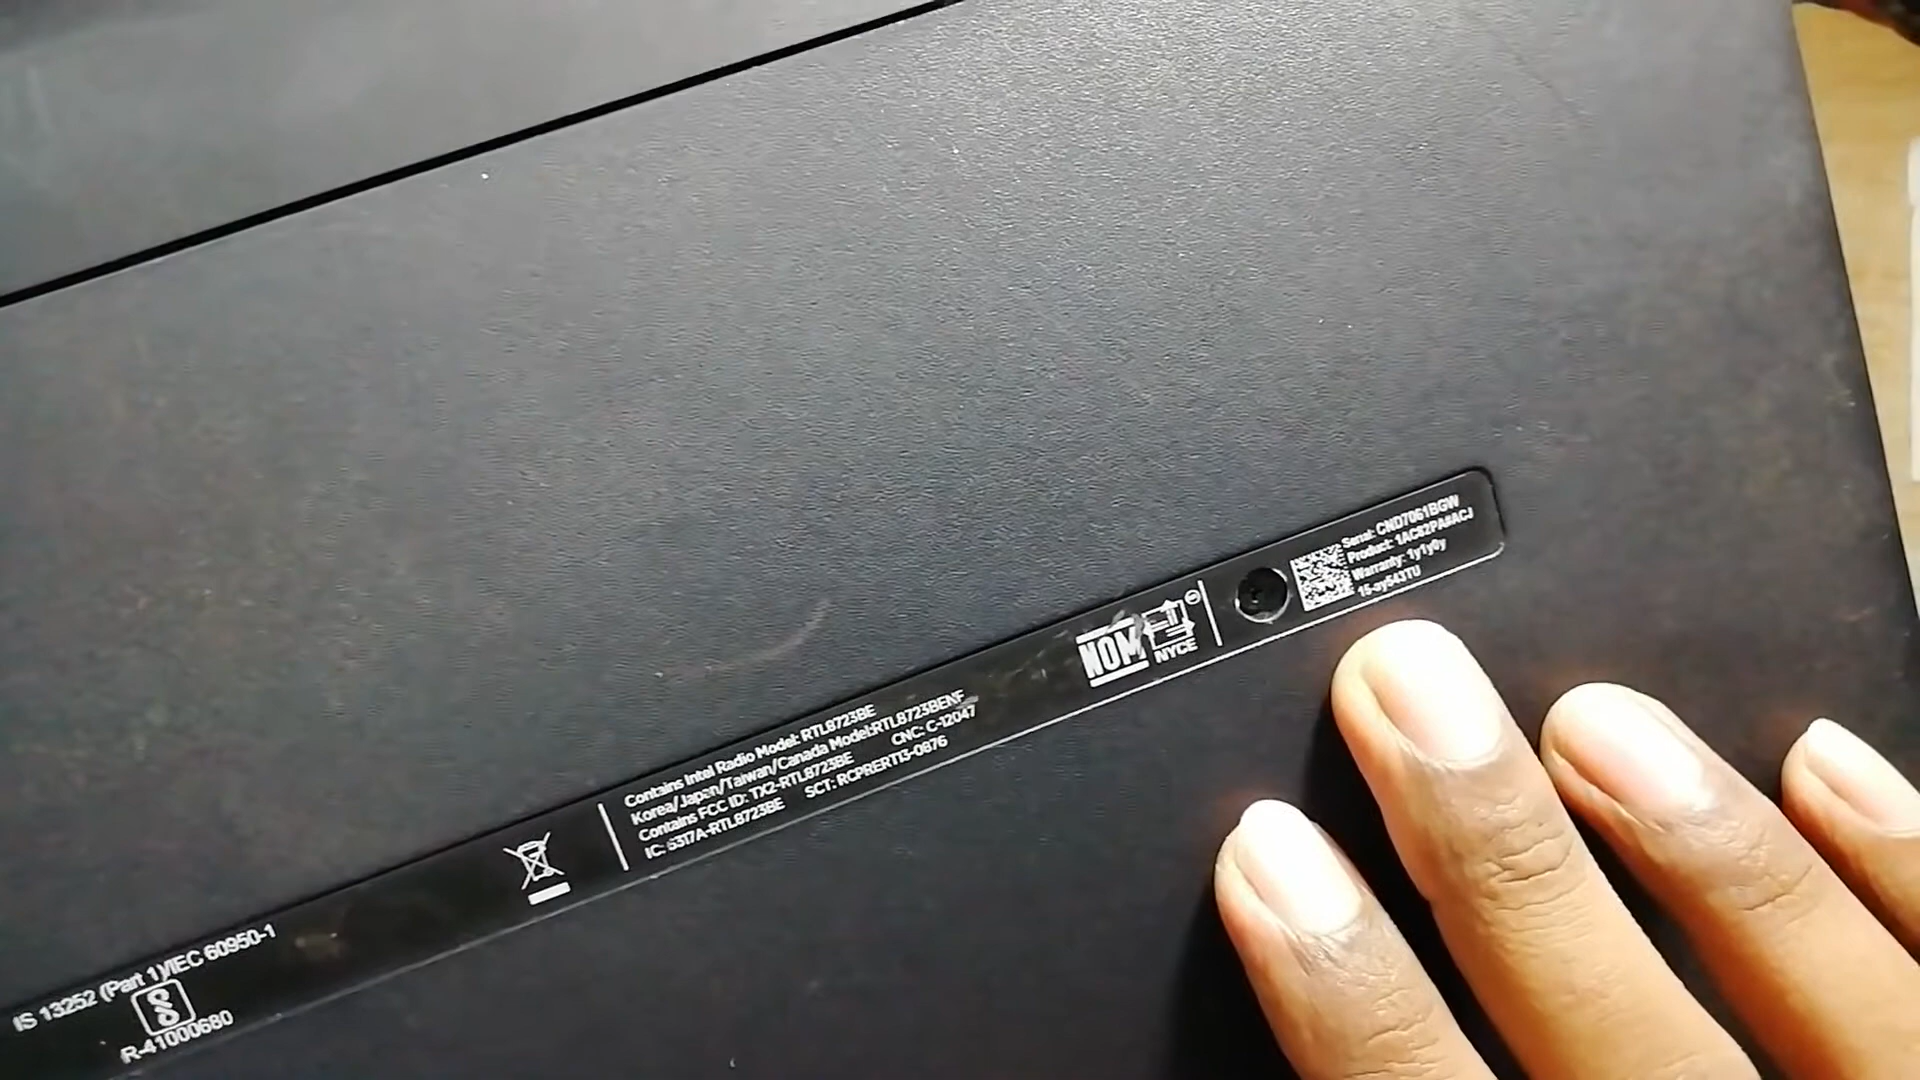 IS 13252 (Part 1)/IEC 60950-1
R-41000680
Contains Intel Radio Model: RTL8723BE
Korea/Japan/Taiwan/Canada Model:RTL8723BENF
Contains FCC ID: TX2-RTL8723BE CNC: C-12047
IC: 6317A-RTL8723BE SCT: RCPRERT13-0876
NOM
NYCE
Serial: CND7061BGW
Product: 1AC82PA#ACJ
Warranty: 1y1y0y
15-ay543TU